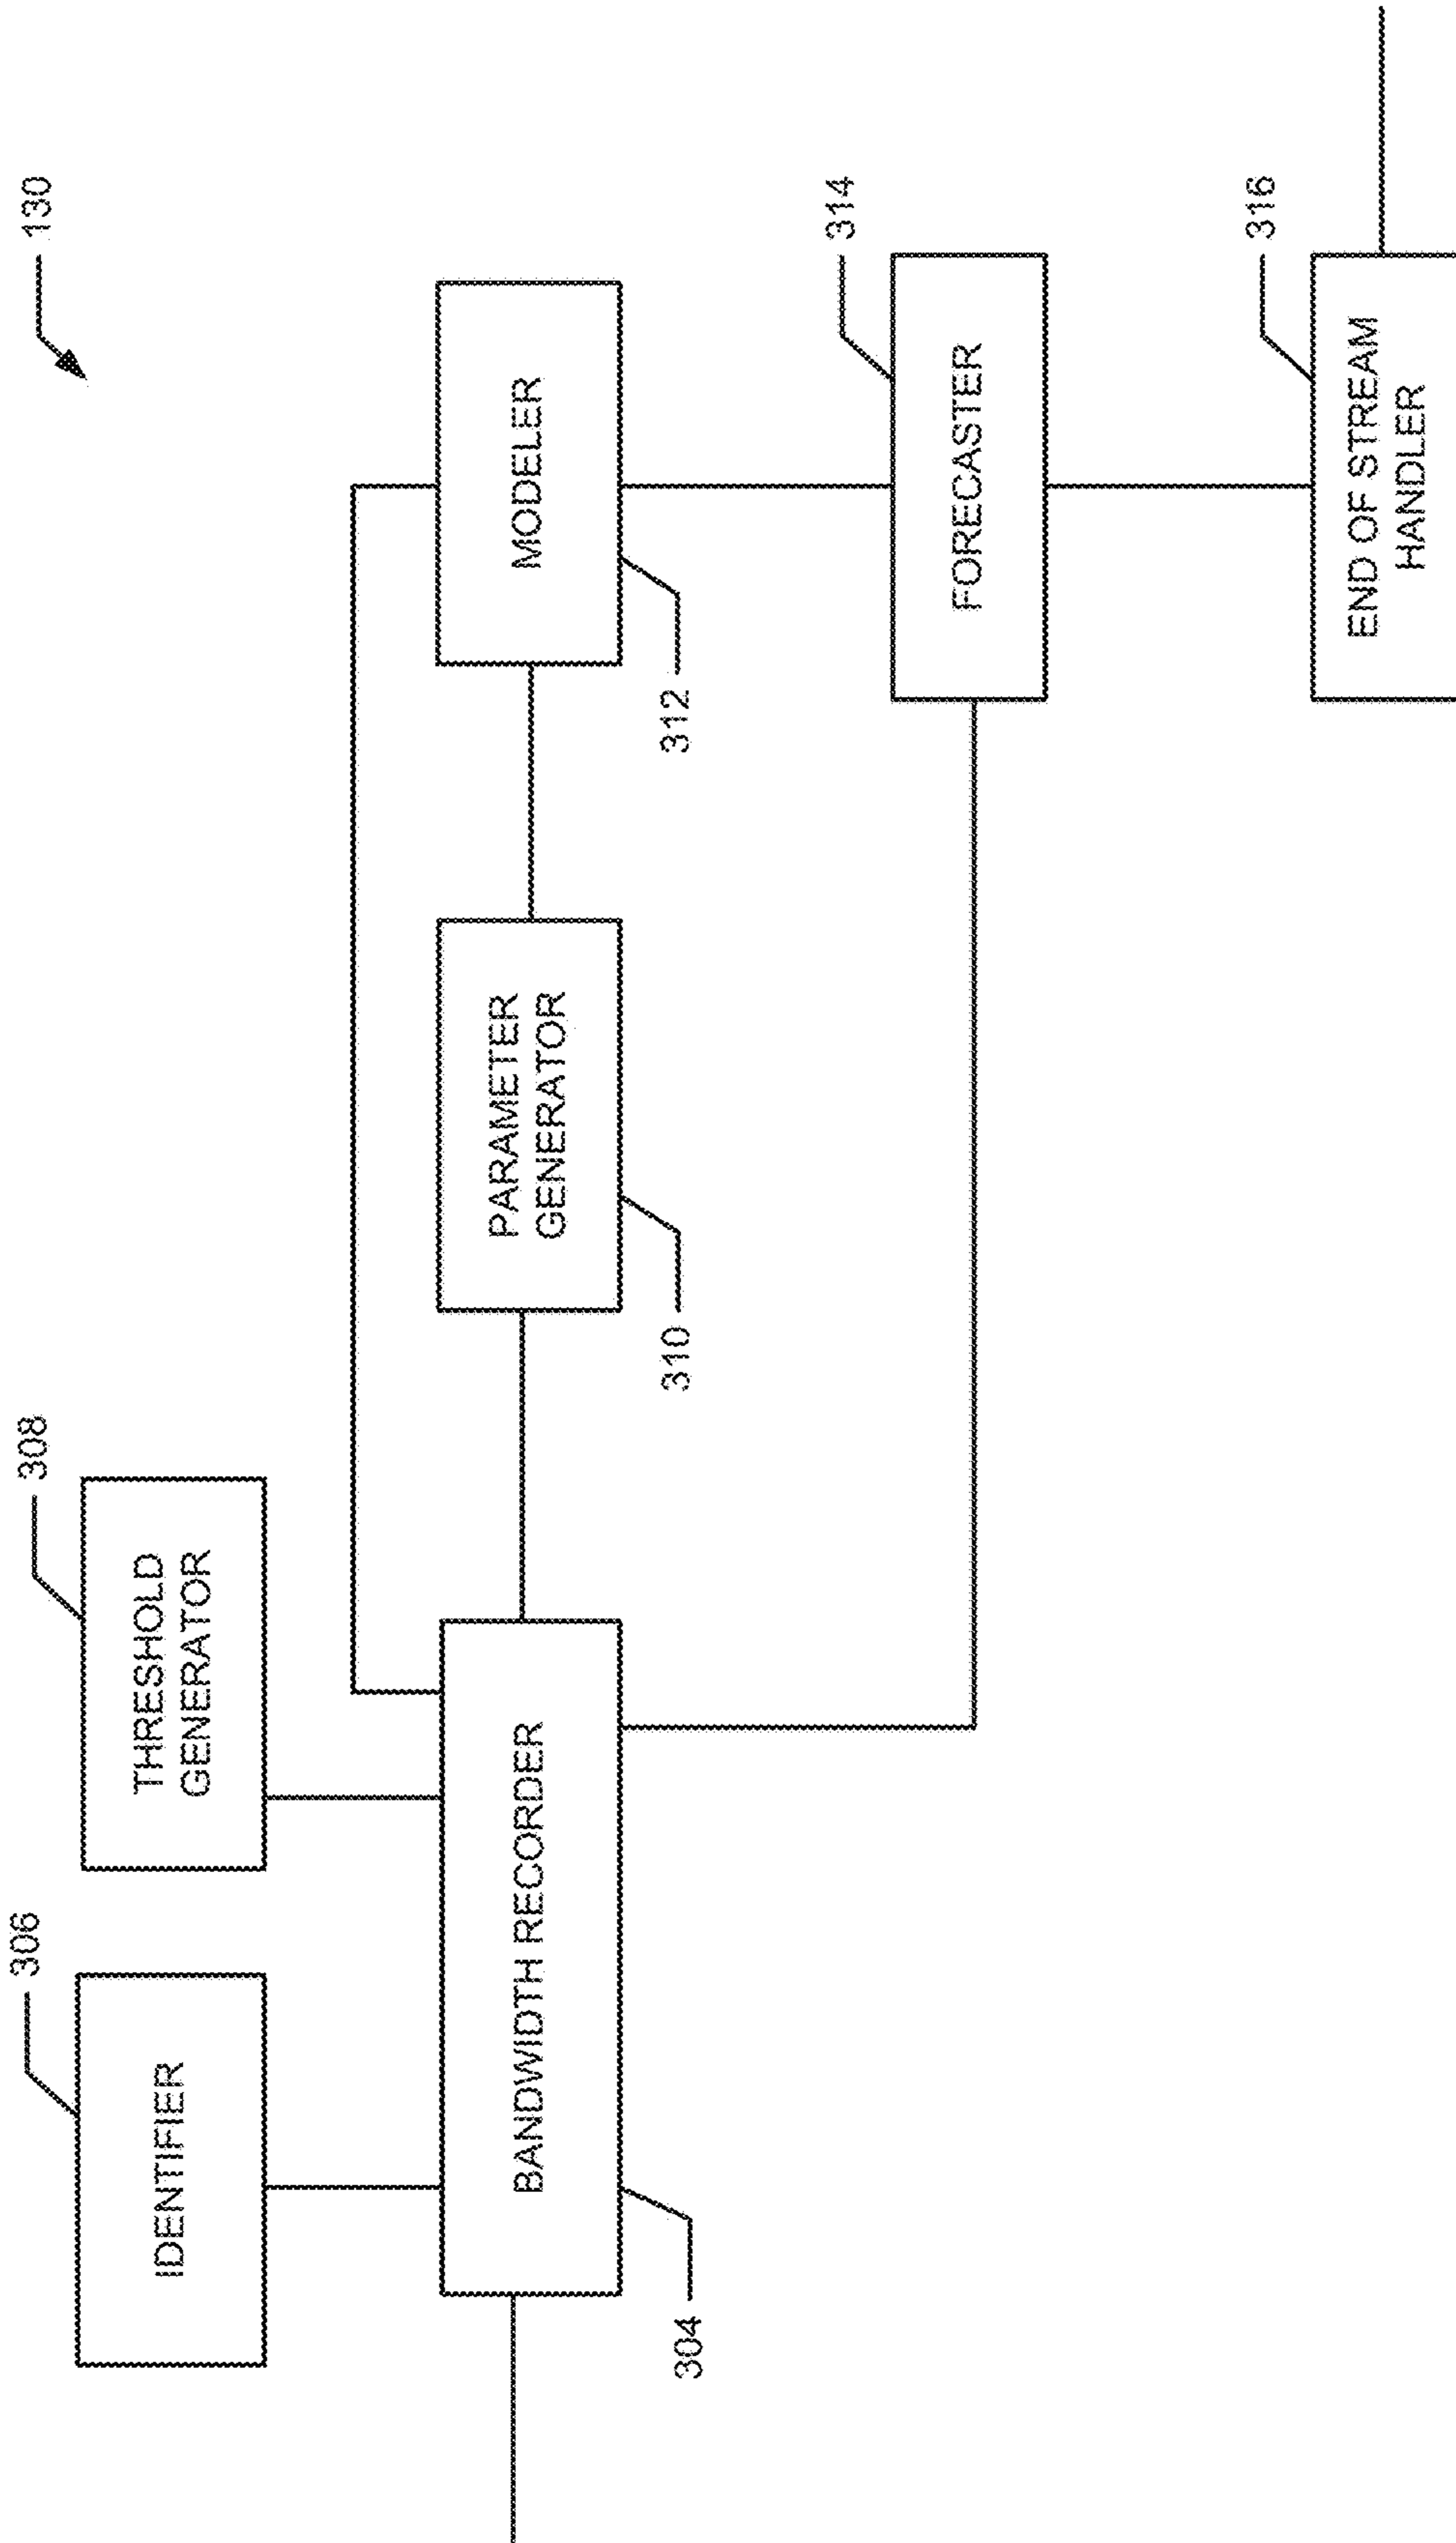 130
306
308
IDENTIFIER
THRESHOLD
GENERATOR
BANDWIDTH RECORDER
PARAMETER
GENERATOR
MODELER
304
310
312
314
FORECASTER
316
END OF STREAM
HANDLER